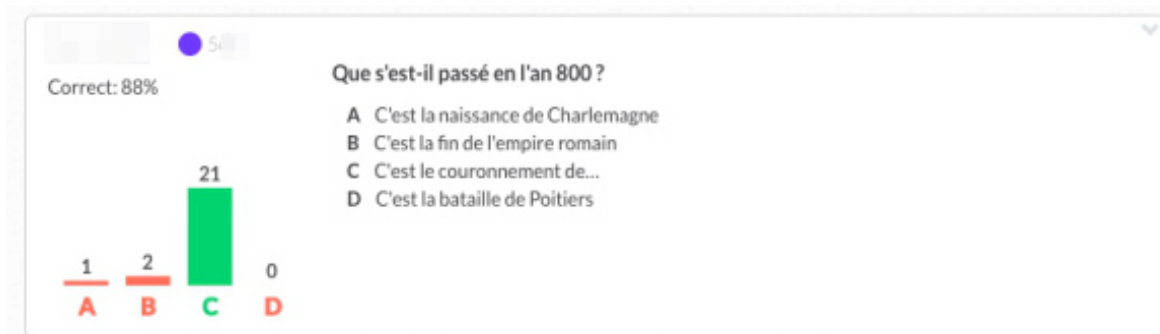 Correct: 88%
Que s'est-il passé en l'an 800 ?
A C'est la naissance de Charlemagne
B C'est la fin de l'empire romain
C C'est le couronnement de...
D C'est la bataille de Poitiers
1 2 21 0
A B C D